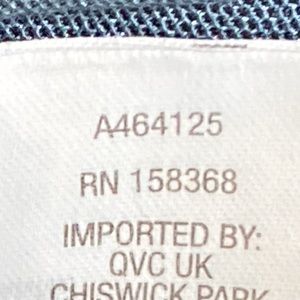 A464125
RN 158368
IMPORTED BY:
QVC UK
CHISWICK PARK